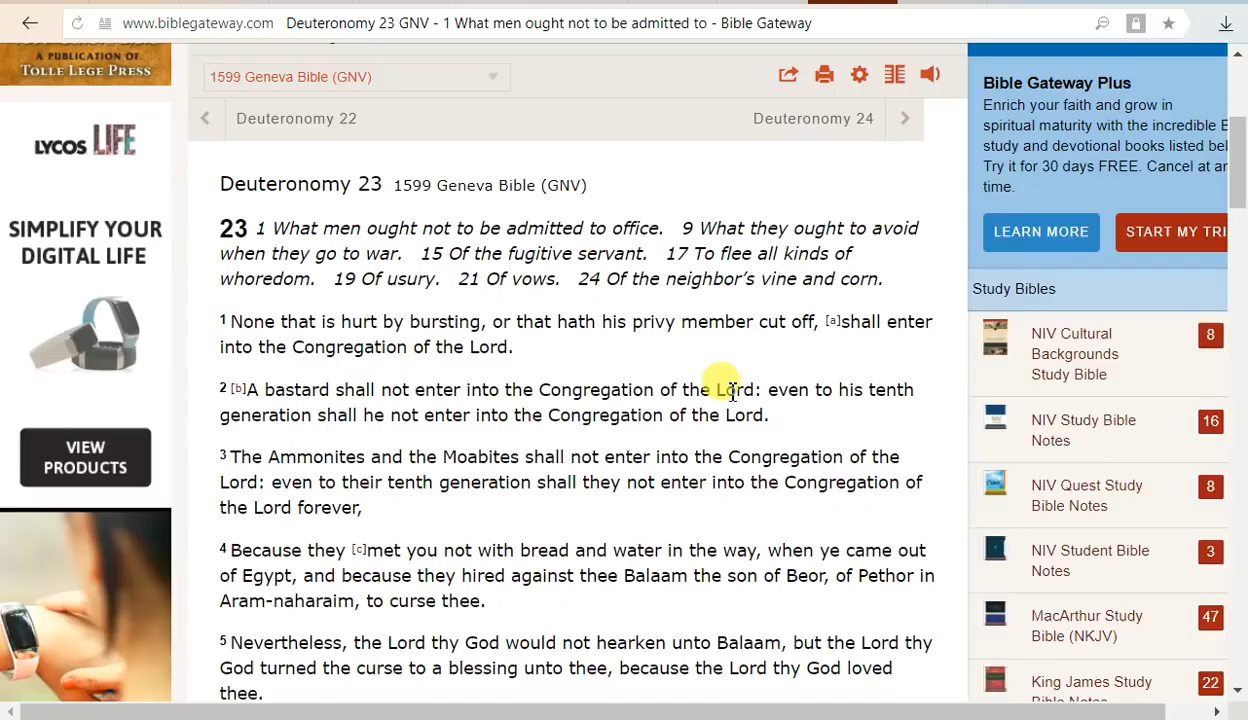 www.biblegateway.com Deuteronomy 23 GNV - 1 What men ought not to be admitted to - Bible Gateway
A PUBLICATION OF
TOLLE LEGE PRESS
1599 Geneva Bible (GNV)
Deuteronomy 22
Deuteronomy 24
Deuteronomy 23 1599 Geneva Bible (GNV)
23 1 What men ought not to be admitted to office. 9 What they ought to avoid
when they go to war. 15 Of the fugitive servant. 17 To flee all kinds of
whoredom. 19 Of usury. 21 Of vows. 24 Of the neighbor’s vine and corn.
1 None that is hurt by bursting, or that hath his privy member cut off, [a]shall enter
into the Congregation of the Lord.
2 [b]A bastard shall not enter into the Congregation of the Lord: even to his tenth
generation shall he not enter into the Congregation of the Lord.
3 The Ammonites and the Moabites shall not enter into the Congregation of the
Lord: even to their tenth generation shall they not enter into the Congregation of
the Lord forever,
4 Because they [c]met you not with bread and water in the way, when ye came out
of Egypt, and because they hired against thee Balaam the son of Beor, of Pethor in
Aram-naharaim, to curse thee.
5 Nevertheless, the Lord thy God would not hearken unto Balaam, but the Lord thy
God turned the curse to a blessing unto thee, because the Lord thy God loved
thee.
LYCOS LIFE
SIMPLIFY YOUR
DIGITAL LIFE
VIEW
PRODUCTS
Bible Gateway Plus
Enrich your faith and grow in
spiritual maturity with the incredible E
study and devotional books listed bel
Try it for 30 days FREE. Cancel at an
time.
LEARN MORE
START MY TRI
Study Bibles
NIV Cultural
Backgrounds
Study Bible
8
NIV Study Bible
Notes
16
NIV Quest Study
Bible Notes
8
NIV Student Bible
Notes
3
MacArthur Study
Bible (NKJV)
47
King James Study
Bible Notes
22